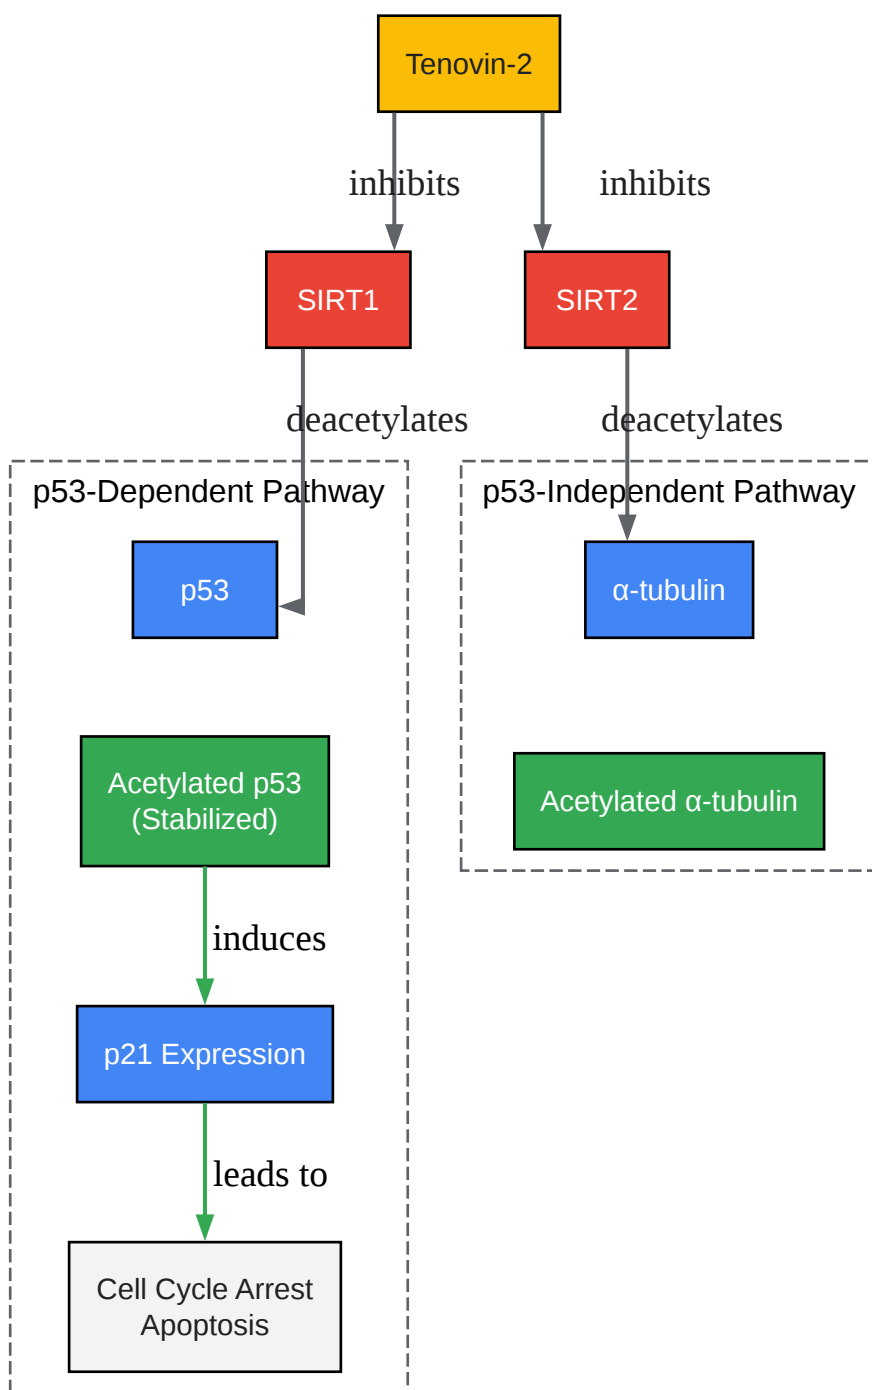 Tenovin-2
inhibits
inhibits
SIRT1
SIRT2
deacetylates
deacetylates
p53-Dependent Pathway
p53-Independent Pathway
p53
α-tubulin
Acetylated p53
(Stabilized)
Acetylated α-tubulin
induces
p21 Expression
leads to
Cell Cycle Arrest
Apoptosis